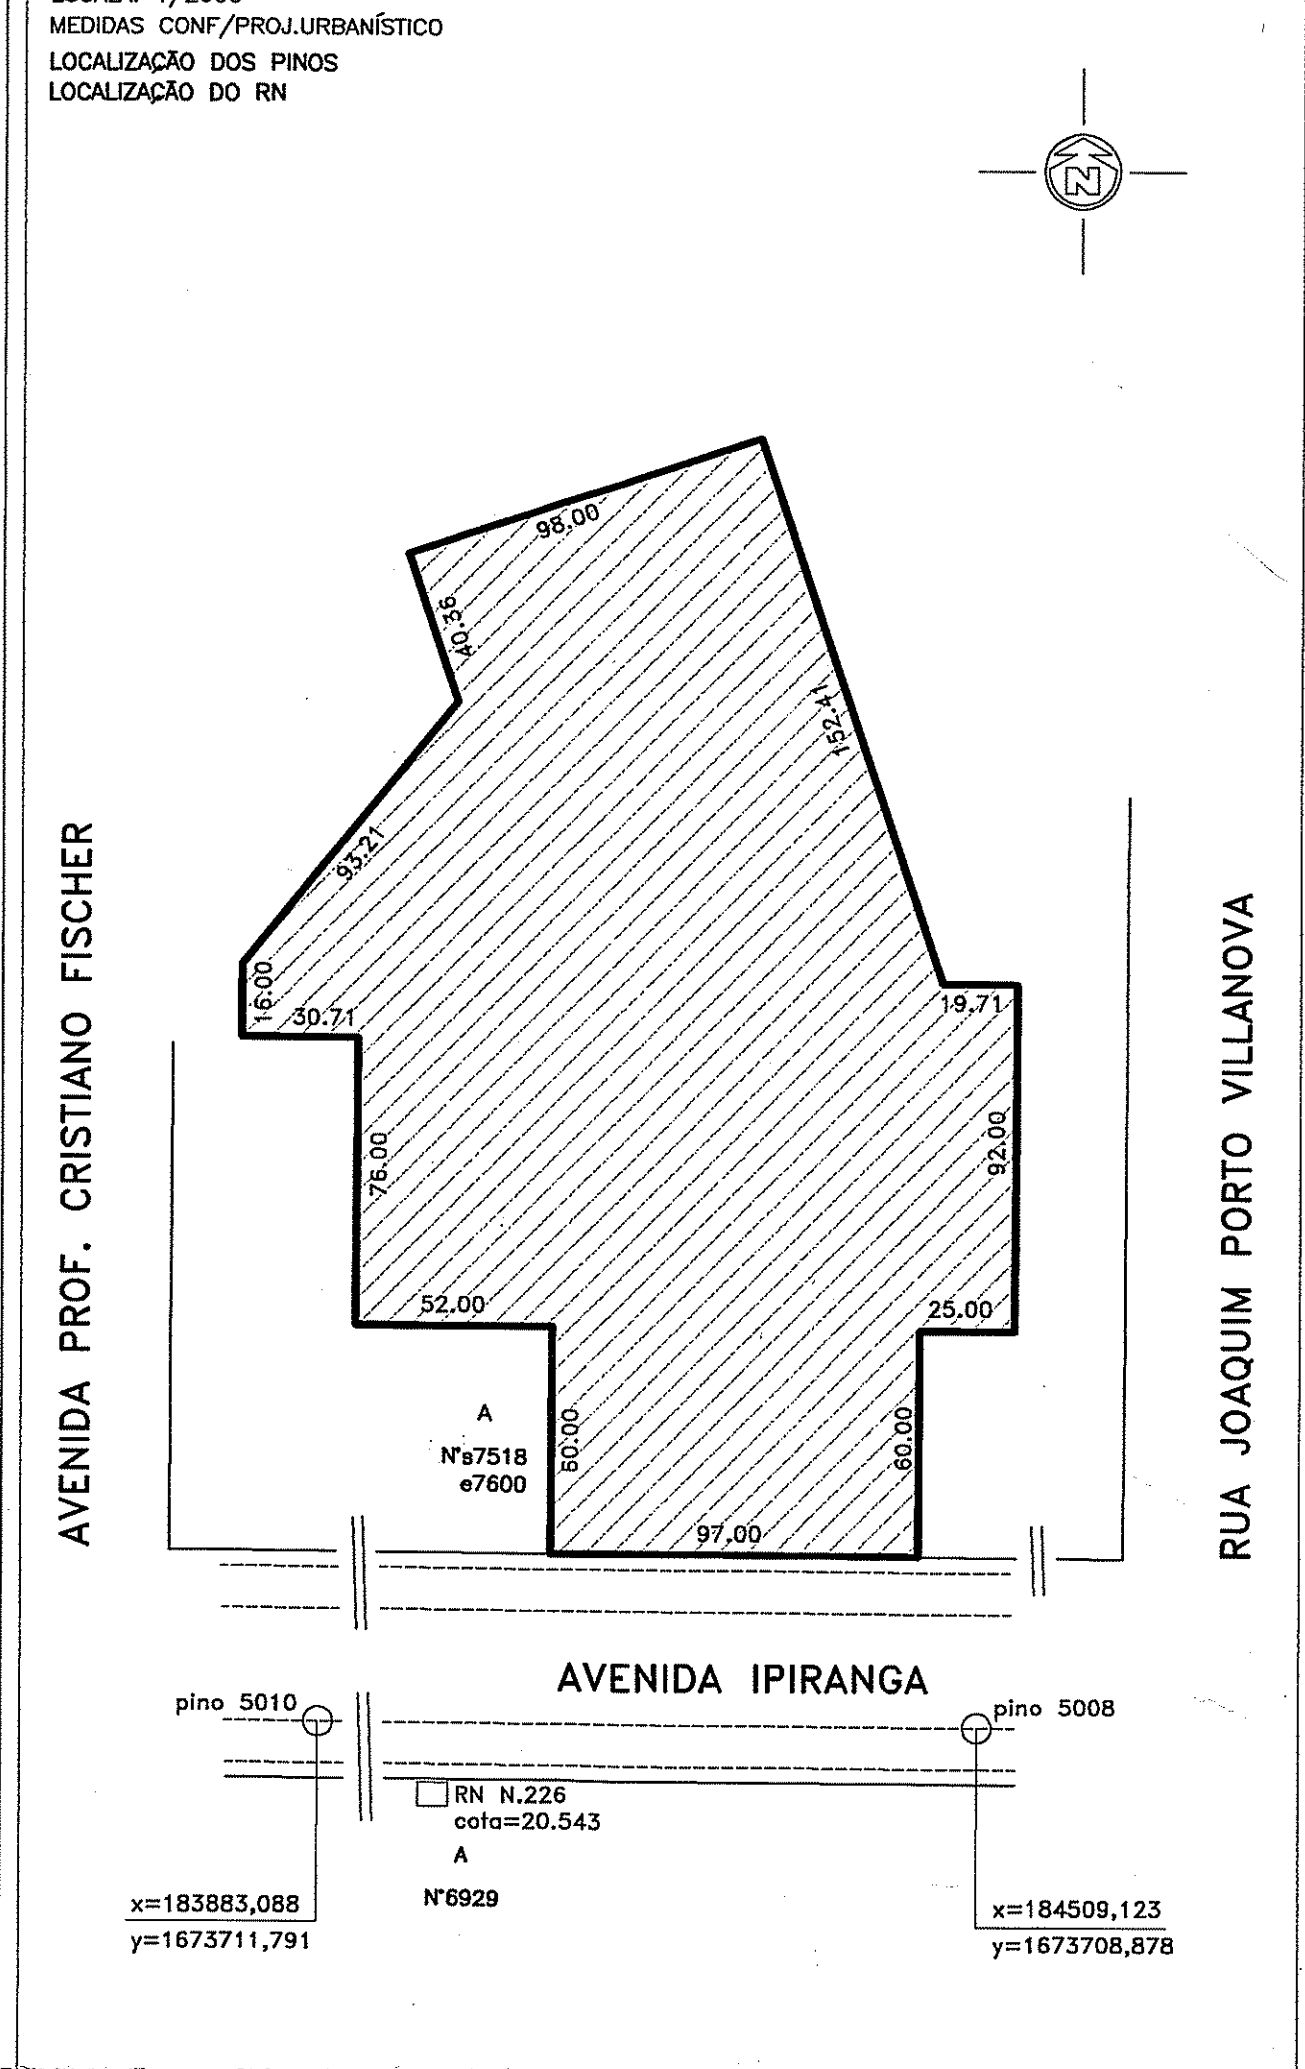 MEDIDAS CONF/PROJ.URBANÍSTICO
LOCALIZAÇÃO DOS PINOS
LOCALIZAÇÃO DO RN
N
98.00
40.36
152.41
93.21
16.00
30.71
19.71
76.00
92.00
52.00
25.00
60.00
60.00
97.00
A
N°s7518
e7600
AVENIDA PROF. CRISTIANO FISCHER
RUA JOAQUIM PORTO VILLANOVA
AVENIDA IPIRANGA
pino 5010
pino 5008
RN N.226
cota=20.543
A
N°6929
x=183883,088
y=1673711,791
x=184509,123
y=1673708,878